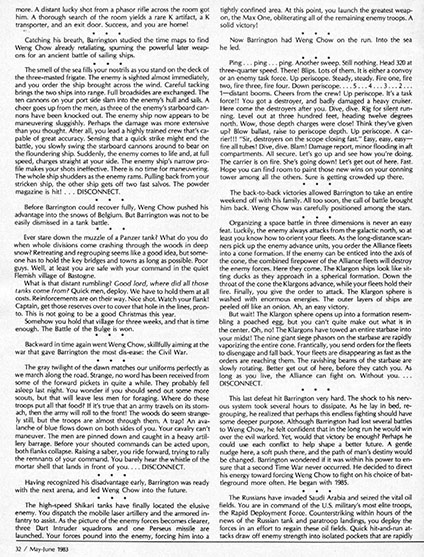 more. A distant lucky shot from a phasor rifle across the room got
him. A thorough search of the room yields a rare K artifact, a K
transporter, and an exit door. Success, and you are home!
• • •
Catching his breath, Barrington studied the time maps to find
Weng Chow already retaliating, spurning the powerful later weap-
ons for an ancient battle of sailing ships.
• • •
The smell of the sea fills your nostrils as you stand on the deck of
the three-masted frigate. The enemy is sighted almost immediately,
and you order the ship brought across the wind. Careful tacking
brings the two ships into range. Full broadsides are exchanged. The
ten cannons on your port side slam into the enemy's hull and sails. A
cheer goes up from the men, as three of the enemy's starboard can-
nons have been knocked out. The enemy ship now appears to be
maneuvering sluggishly. Perhaps the damage was more extensive
than you thought. After all, you lead a highly trained crew that's ca-
pable of great accuracy. Sensing that a quick strike might end the
battle, you slowly swing the starboard cannons around to bear on
the floundering ship. Suddenly, the enemy comes to life and, at full
speed, charges straight at your side. The enemy ship's narrow pro-
file makes your shots ineffective. There is no time for maneuvering.
The whole ship shudders as the enemy rams. Pulling back from your
stricken ship, the other ship gets off two fast salvos. The powder
magazine is hit! . . . DISCONNECT.
• • •
Before Barrington could recover fully, Weng Chow pushed his
advantage into the snows of Belgium. But Barrington was not to be
easily dismissed in a tank battle.
• • •
Ever stare down the muzzle of a Panzer tank? What do you do
when whole divisions come crashing through the woods in deep
snow? Retreating and regrouping seems like a good idea, but some-
one has to hold the key bridges and towns as long as possible. Poor
guys. Well, at least you are safe with your command in the quiet
Flemish village of Bastogne.
What is that distant rumbling! Good lord, where did all those
tanks come from? Quick men, deploy. We have to hold them at all
costs. Reinforcements are on their way. Nice shot. Watch your flank!
Captain, get those reserves over to cover that hole in the lines, pron-
to. This is not going to be a good Christmas this year.
Somehow you hold that village for three weeks, and that is time
enough. The Battle of the Bulge is won.
• • •
Backward in time again went Weng Chow, skillfully aiming at the
war that gave Barrington the most dis-ease: the Civil War.
• • •
The gray twilight of the dawn matches our uniforms perfectly as
we march along the road. Strange, no word has been received from
some of the forward pickets in quite a while. They probably fell
asleep last night. You wonder if you should send out some more
scouts, but that will leave less men for foraging. Where do these
troops put all that food? If it's true that an army travels on its stom-
ach, then the army will roll to the front! The woods do seem strange-
ly still, but the troops are almost through them. A trap! An ava-
lanche of blue flows down on both sides of you. Your cavalry can't
maneuver. The men are pinned down and caught in a heavy artil-
lery barrage. Before your shouted commands can be acted upon,
both flanks collapse. Raising a saber, you ride forward, trying to rally
the remnants of your command. You barely hear the whistle of the
mortar shell that lands in front of you. . . . DISCONNECT.
• • •
Having recognized his disadvantage early, Barrington was ready
with the next arena, and led Weng Chow into the future.
• • •
The high-speed Shikari tanks have finally located the elusive
enemy. You dispatch the mobile laser artillery and the armored in-
fantry to assist. As the picture of the enemy forces becomes clearer,
three Dart Intruder squadrons and one Perseus missile are
launched. Your forces pound into the enemy, forcing him into a
32 / May-June 1983
tightly confined area. At this point, you launch the greatest weap-
on, the Max One, obliterating all of the remaining enemy troops. A
solid victory!
• • •
Now Barrington had Weng Chow on the run. Into the sea
he led.
• • •
Ping . . . ping . . . ping. Another sweep. Still nothing. Head 320 at
three-quarter speed. There! Blips. Lots of them. It is either a convoy
or an enemy task force. Up periscope. Steady, steady. Fire one, fire
two, fire three, fire four. Down periscope. . . . 5 . . . 4 . . . 3 . . . 2 . . .
1—distant booms. Cheers from the crew! Up periscope. It's a task
force!! You got a destroyer, and badly damaged a heavy cruiser.
Here come the destroyers after you. Dive, dive. Rig for silent run-
ning. Level out at three hundred feet, heading twelve degrees
north. Wow, those depth charges were close! Think they've given
up? Blow ballast, raise to periscope depth. Up periscope. A car-
rier!!! "Sir, destroyers on the scope closing fast." Easy, easy, easy—
fire all tubes! Dive, dive. Blam! Damage report, minor flooding in aft
compartments. All secure. Let's go up and see how you're doing.
The carrier is on fire. She's going down! Let's get out of here. Fast.
Hope you can find room to paint those new wins on your conning
tower among all the others. Sure is getting crowded up there.
• • •
The back-to-back victories allowed Barrington to take an entire
weekend off with his family. All too soon, the call of battle brought
him back. Weng Chow was carefully positioned among the stars.
• • •
Organizing a space battle in three dimensions is never an easy
feat. Luckily, the enemy always attacks from the galactic north, so at
least you know how to orient your fleets. As the long-distance scan-
ners pick up the enemy advance units, you order the Alliance fleets
into a cone formation. If the enemy can be enticed into the axis of
the cone, the combined firepower of the Alliance fleets will destroy
the enemy forces. Here they come. The Klargon ships look like sit-
ting ducks as they approach in a spherical formation. Down the
throat of the cone the Klargons advance, while your fleets hold their
fire. Finally, you give the order to attack. The Klargon sphere is
washed with enormous energies. The outer layers of ships are
peeled off like an onion. Ah, an easy victory.
But wait! The Klargon sphere opens up into a formation resem-
bling a poached egg, but you can't quite make out what is in
the center. Oh, no! The Klargons have towed an entire starbase into
your midst! The nine giant siege phasors on the starbase are rapidly
vaporizing the entire cone. Frantically, you send orders for the fleets
to disengage and fall back. Your fleets are disappearing as fast as the
orders are reaching them. The ravishing beams of the starbase are
slowly rotating. Better get out of here, before they catch you. As
long as you live, the Alliance can fight on. Without you. . . .
DISCONNECT.
• • •
This last defeat hit Barrington very hard. The shock to his nerv-
ous system took several hours to dissipate. As he lay in bed, re-
grouping, he realized that perhaps this endless fighting should have
some deeper purpose. Although Barrington had lost several battles
to Weng Chow, he felt confident that in the long run he would win
over the evil warlord. Yet, would that victory be enough? Perhaps he
could use each conflict to help shape a better future. A gentle
nudge here, a soft push there, and the path of man's destiny would
be changed. Barrington wondered if it was within his power to en-
sure that a second Time War never occurred. He decided to direct
his energy toward forcing Weng Chow to fight on his choice of bat-
tleground more often. He began with 1985.
• • •
The Russians have invaded Saudi Arabia and seized the vital oil
fields. You are in command of the U.S. military's most elite troops,
the Rapid Deployment Force. Counterstriking within hours of the
news of the Russian tank and paratroop landings, you deploy the
forces in an effort to regain these oil fields. Quick hit-and-run at-
tacks draw off enemy strength into isolated pockets that are reduced